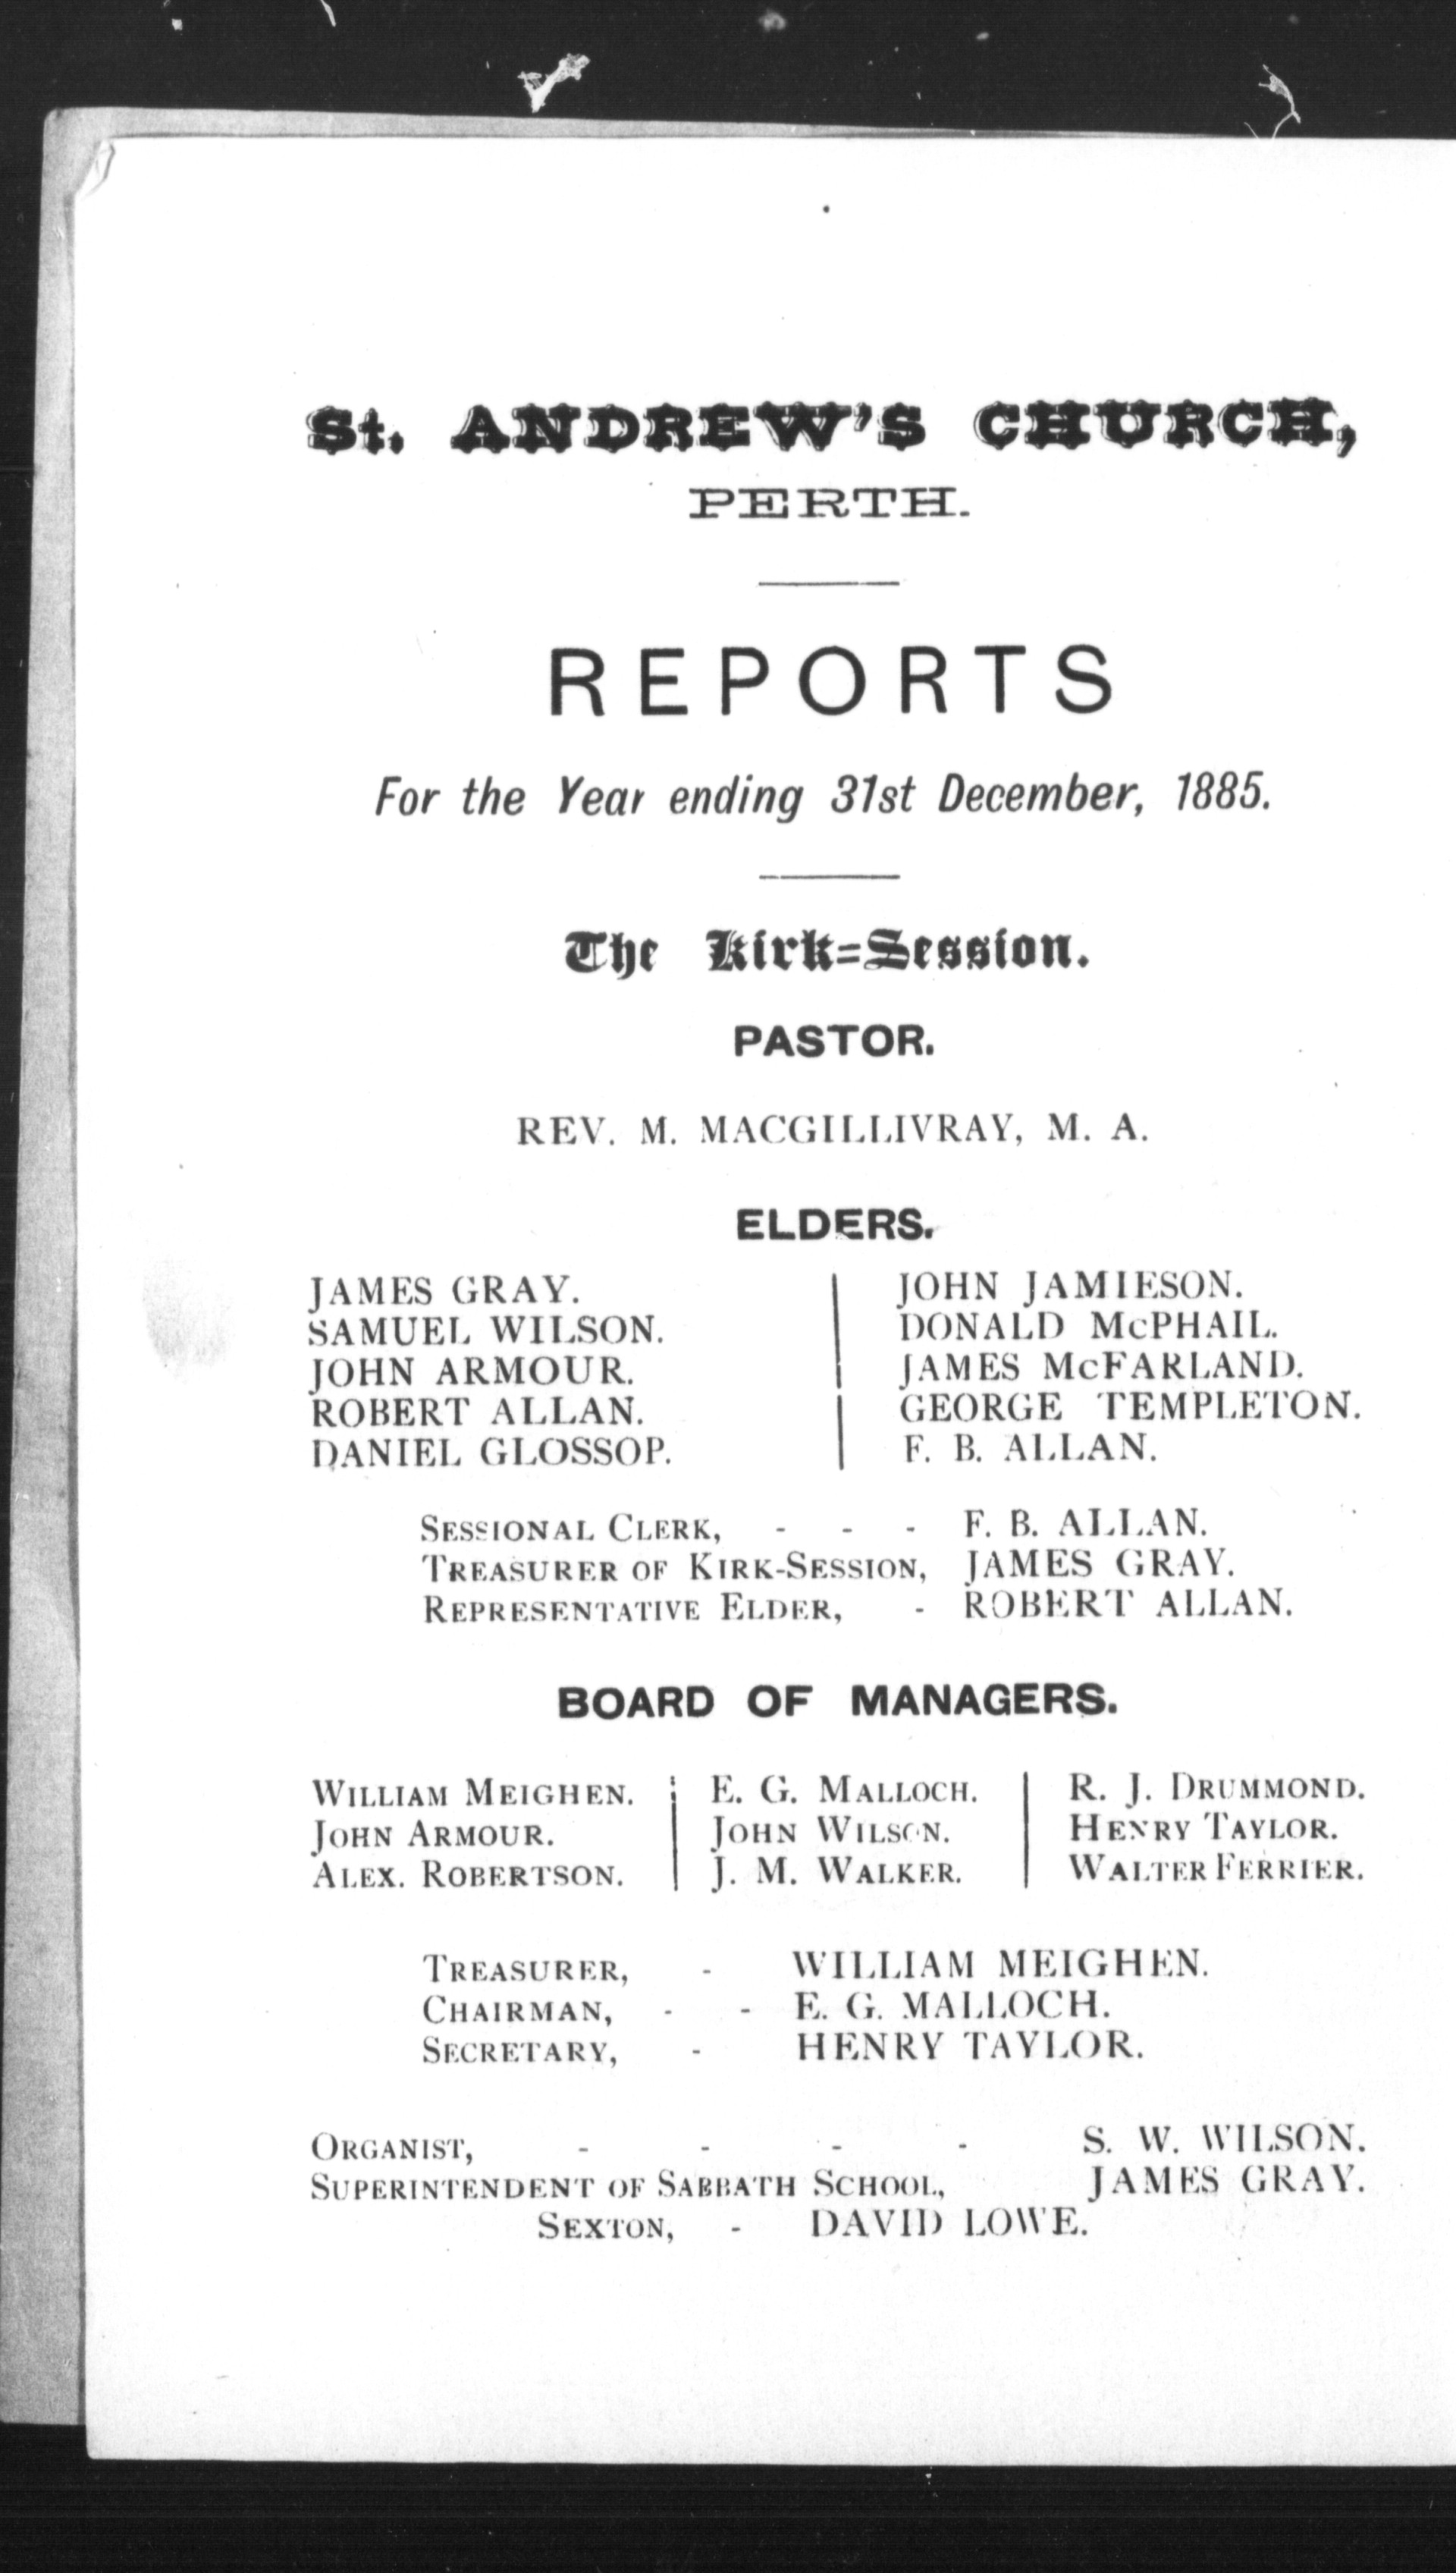 St. ANDREW'S CHURCH,
PERTH.
REPORTS
For the Year ending 31st December, 1885.
The Kirk-Session.
PASTOR.
REV. M. MACGILLIVRAY, M. A.
ELDERS.
JAMES GRAY. JOHN JAMIESON.
SAMUEL WILSON. DONALD McPHAIL.
JOHN ARMOUR. JAMES McFARLAND.
ROBERT ALLAN. GEORGE TEMPLETON.
DANIEL GLOSSOP. F. B. ALLAN.
SESSIONAL CLERK, - - - F. B. ALLAN.
TREASURER OF KIRK-SESSION, JAMES GRAY.
REPRESENTATIVE ELDER, - ROBERT ALLAN.
BOARD OF MANAGERS.
WILLIAM MEIGHEN. E. G. MALLOCH. R. J. DRUMMOND.
JOHN ARMOUR. JOHN WILSON. HENRY TAYLOR.
ALEX. ROBERTSON. J. M. WALKER. WALTER FERRIER.
TREASURER, - WILLIAM MEIGHEN.
CHAIRMAN, - - E. G. MALLOCH.
SECRETARY, - HENRY TAYLOR.
ORGANIST, - - - - S. W. WILSON.
SUPERINTENDENT OF SABBATH SCHOOL, JAMES GRAY.
SEXTON, - DAVID LOWE.